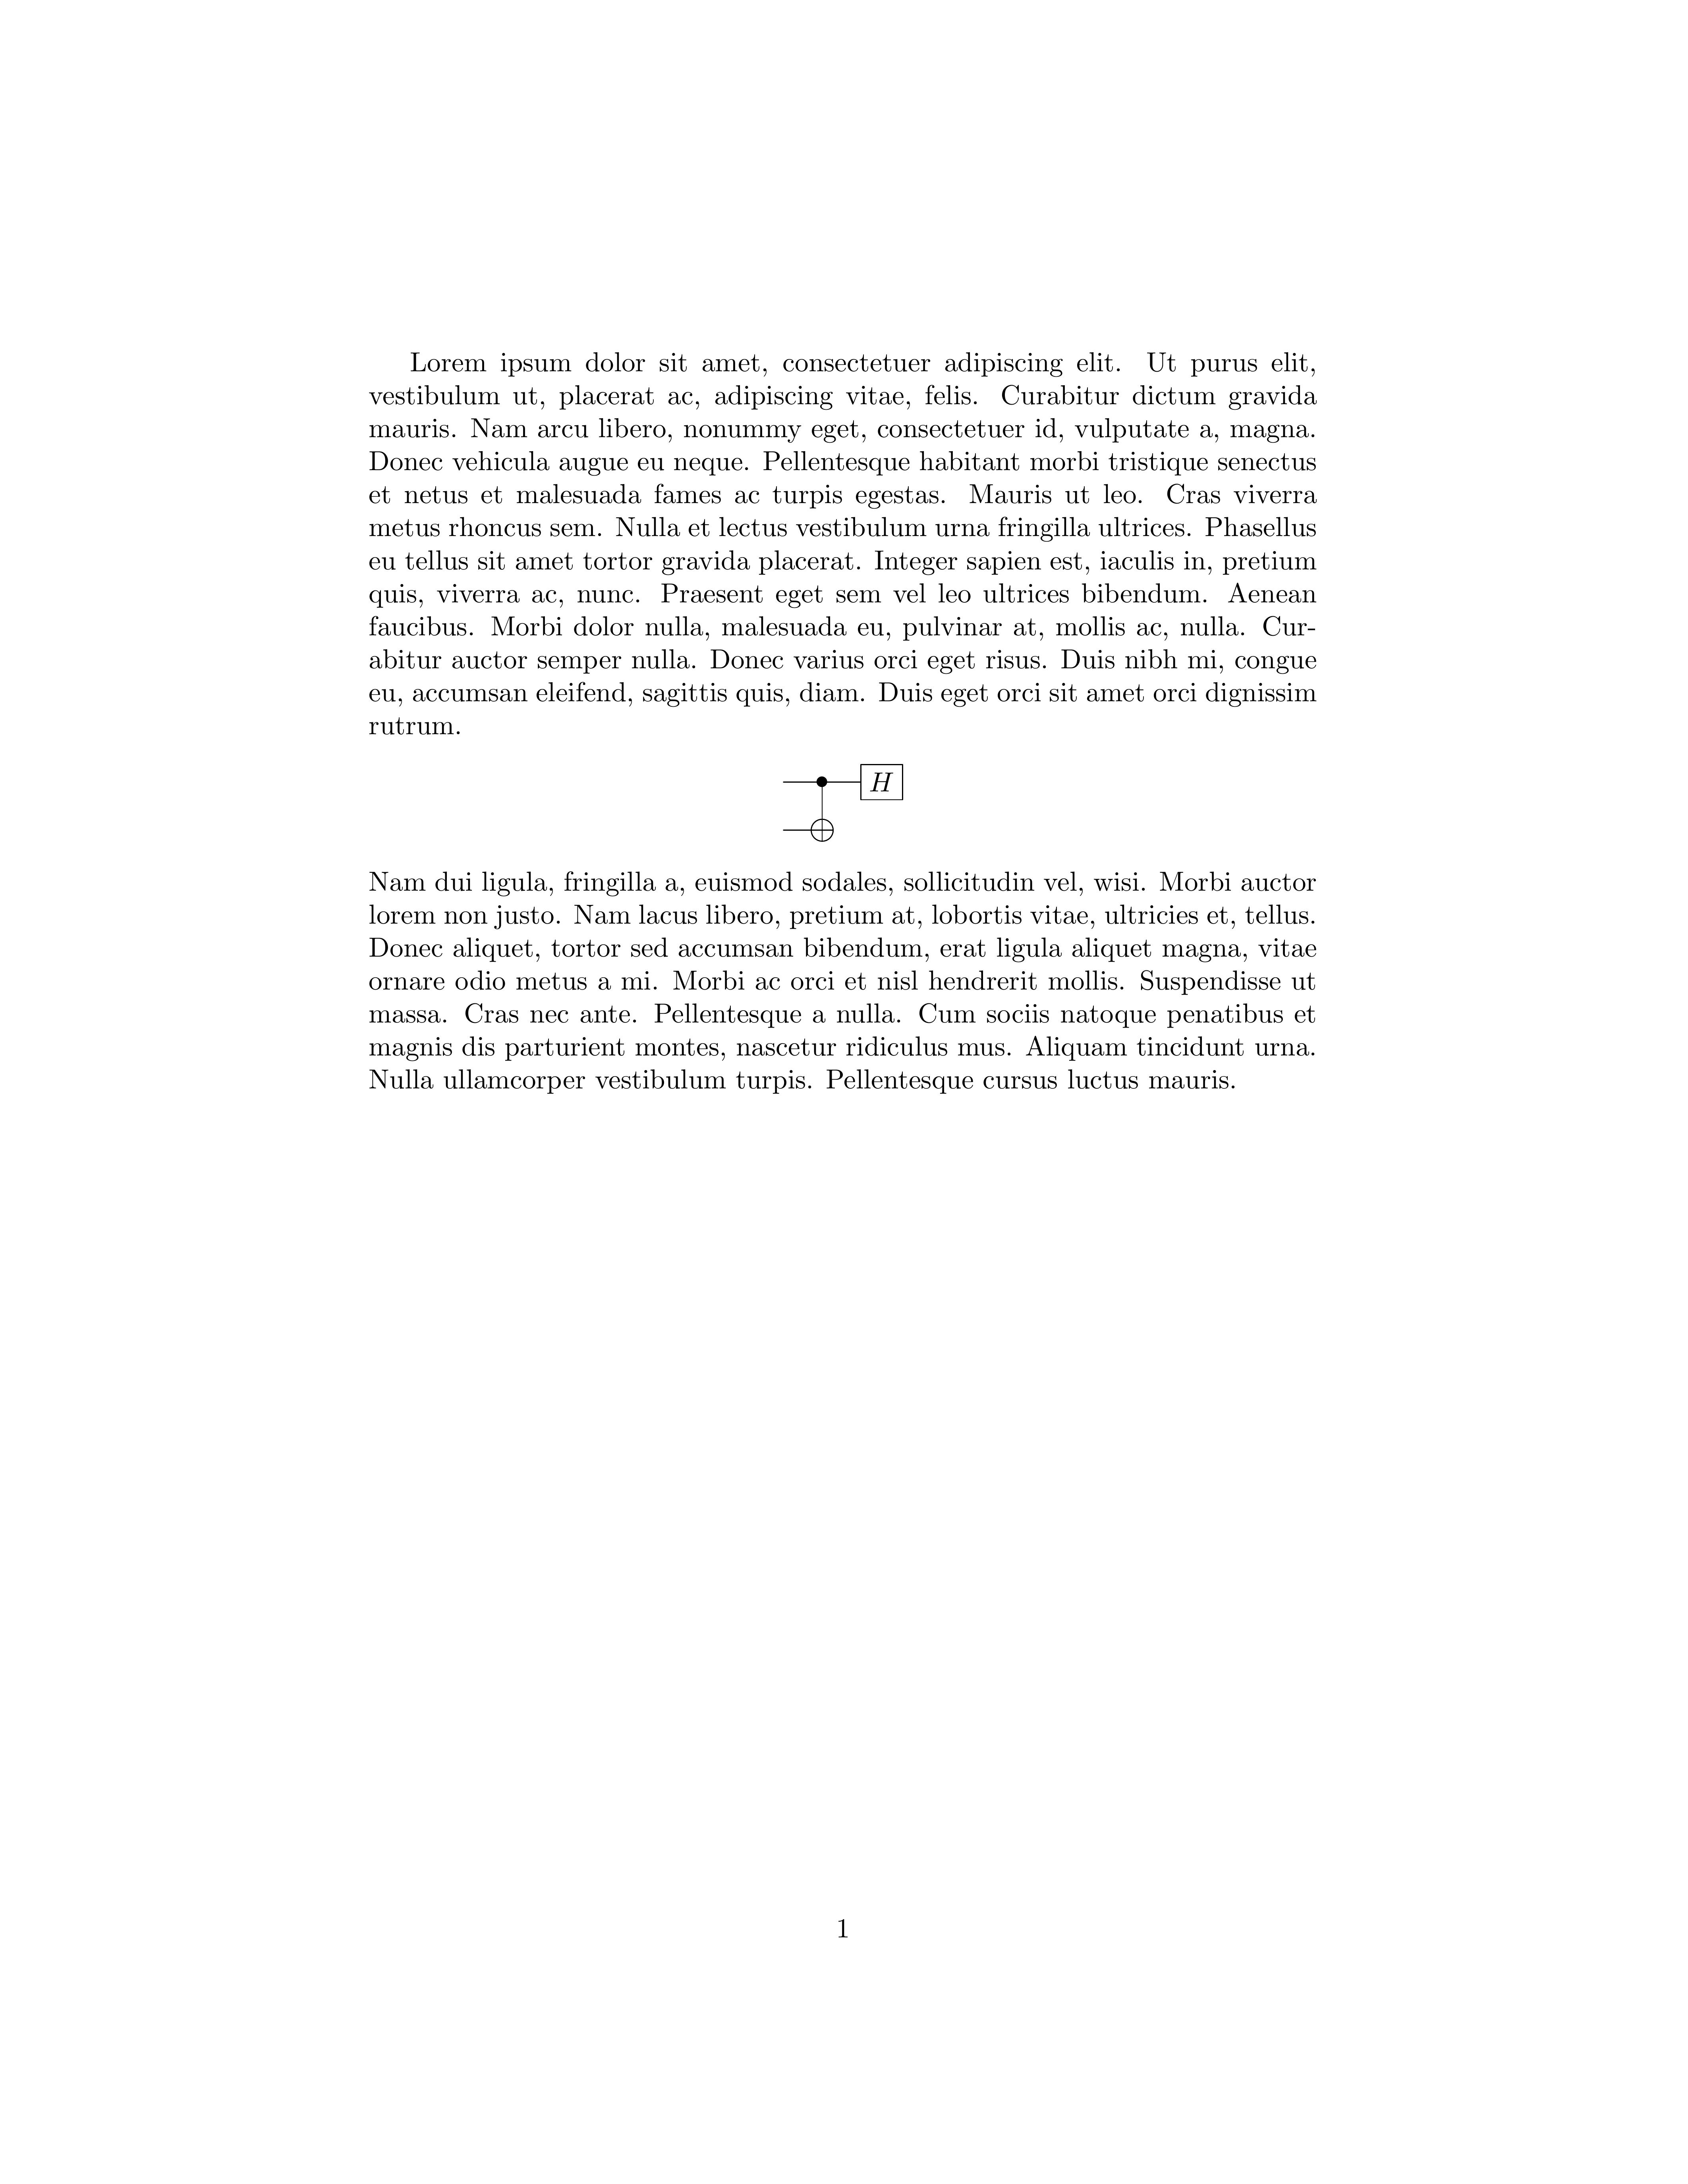 Lorem ipsum dolor sit amet, consectetuer adipiscing elit. Ut purus elit,
vestibulum ut, placerat ac, adipiscing vitae, felis. Curabitur dictum gravida
mauris. Nam arcu libero, nonummy eget, consectetuer id, vulputate a, magna.
Donec vehicula augue eu neque. Pellentesque habitant morbi tristique senectus
et netus et malesuada fames ac turpis egestas. Mauris ut leo. Cras viverra
metus rhoncus sem. Nulla et lectus vestibulum urna fringilla ultrices. Phasellus
eu tellus sit amet tortor gravida placerat. Integer sapien est, iaculis in, pretium
quis, viverra ac, nunc. Praesent eget sem vel leo ultrices bibendum. Aenean
faucibus. Morbi dolor nulla, malesuada eu, pulvinar at, mollis ac, nulla. Cur-
abitur auctor semper nulla. Donec varius orci eget risus. Duis nibh mi, congue
eu, accumsan eleifend, sagittis quis, diam. Duis eget orci sit amet orci dignissim
rutrum.
H
Nam dui ligula, fringilla a, euismod sodales, sollicitudin vel, wisi. Morbi auctor
lorem non justo. Nam lacus libero, pretium at, lobortis vitae, ultricies et, tellus.
Donec aliquet, tortor sed accumsan bibendum, erat ligula aliquet magna, vitae
ornare odio metus a mi. Morbi ac orci et nisl hendrerit mollis. Suspendisse ut
massa. Cras nec ante. Pellentesque a nulla. Cum sociis natoque penatibus et
magnis dis parturient montes, nascetur ridiculus mus. Aliquam tincidunt urna.
Nulla ullamcorper vestibulum turpis. Pellentesque cursus luctus mauris.
1